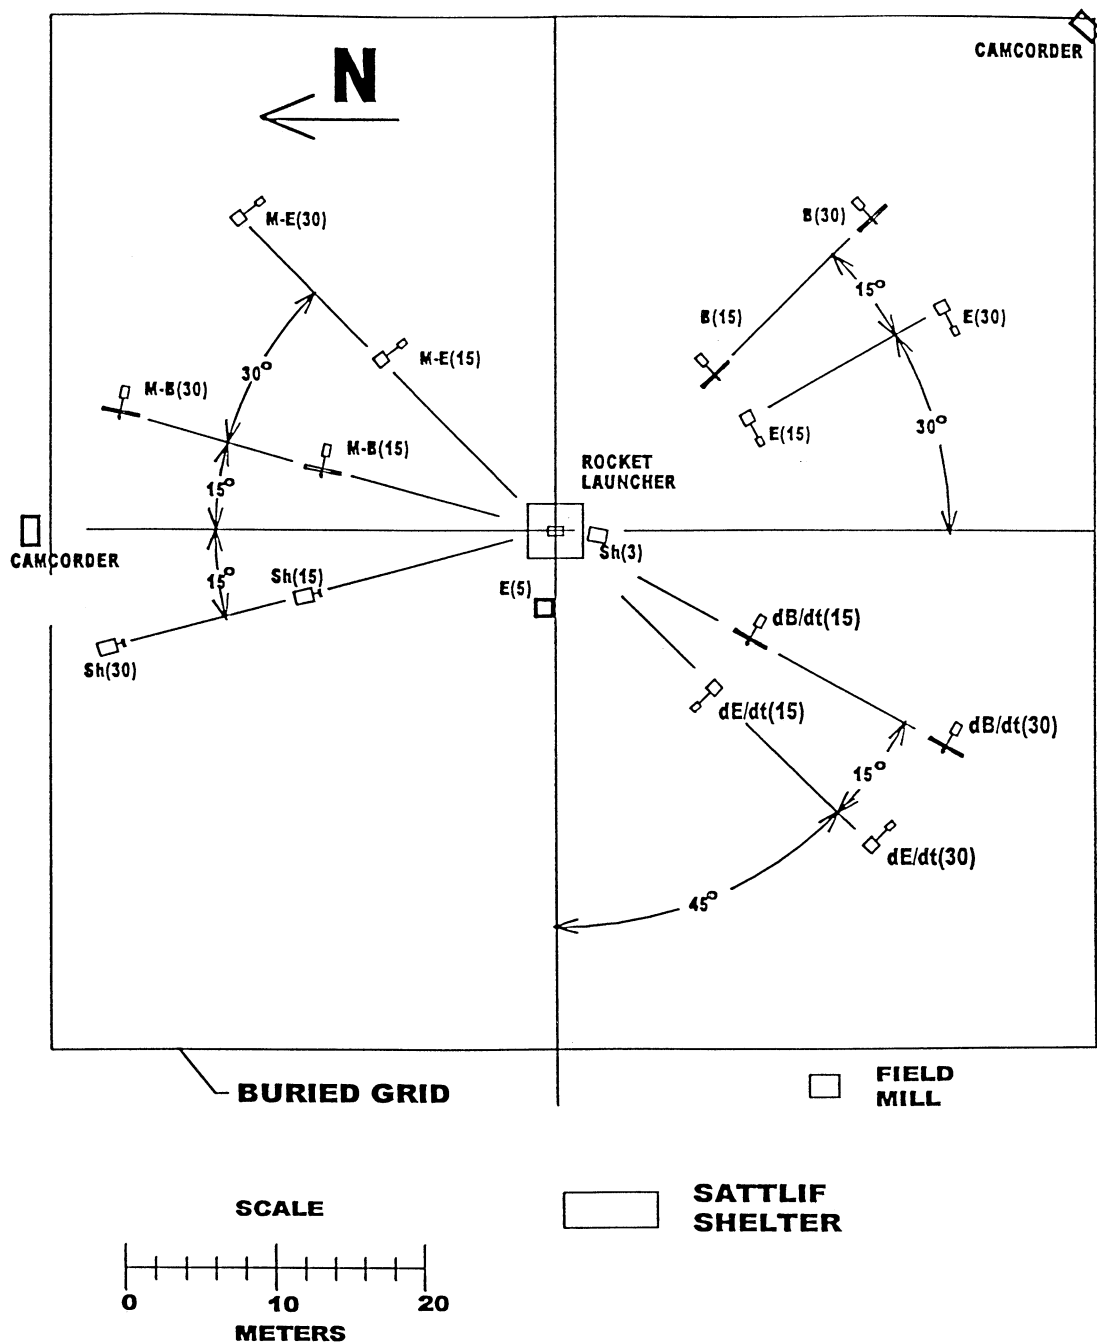 CAMCORDER
N
M-E(30)
B(30)
15°
E(30)
B(15)
M-E(15)
30°
M-B(30)
E(15)
30°
M-B(15)
ROCKET
LAUNCHER
15°
Sh(3)
CAMCORDER
15°
Sh(15)
E(5)
dB/dt(15)
Sh(30)
dE/dt(15)
dB/dt(30)
15°
dE/dt(30)
45°
BURIED GRID
FIELD
MILL
SATTLIF
SHELTER
SCALE
0 10 20
METERS